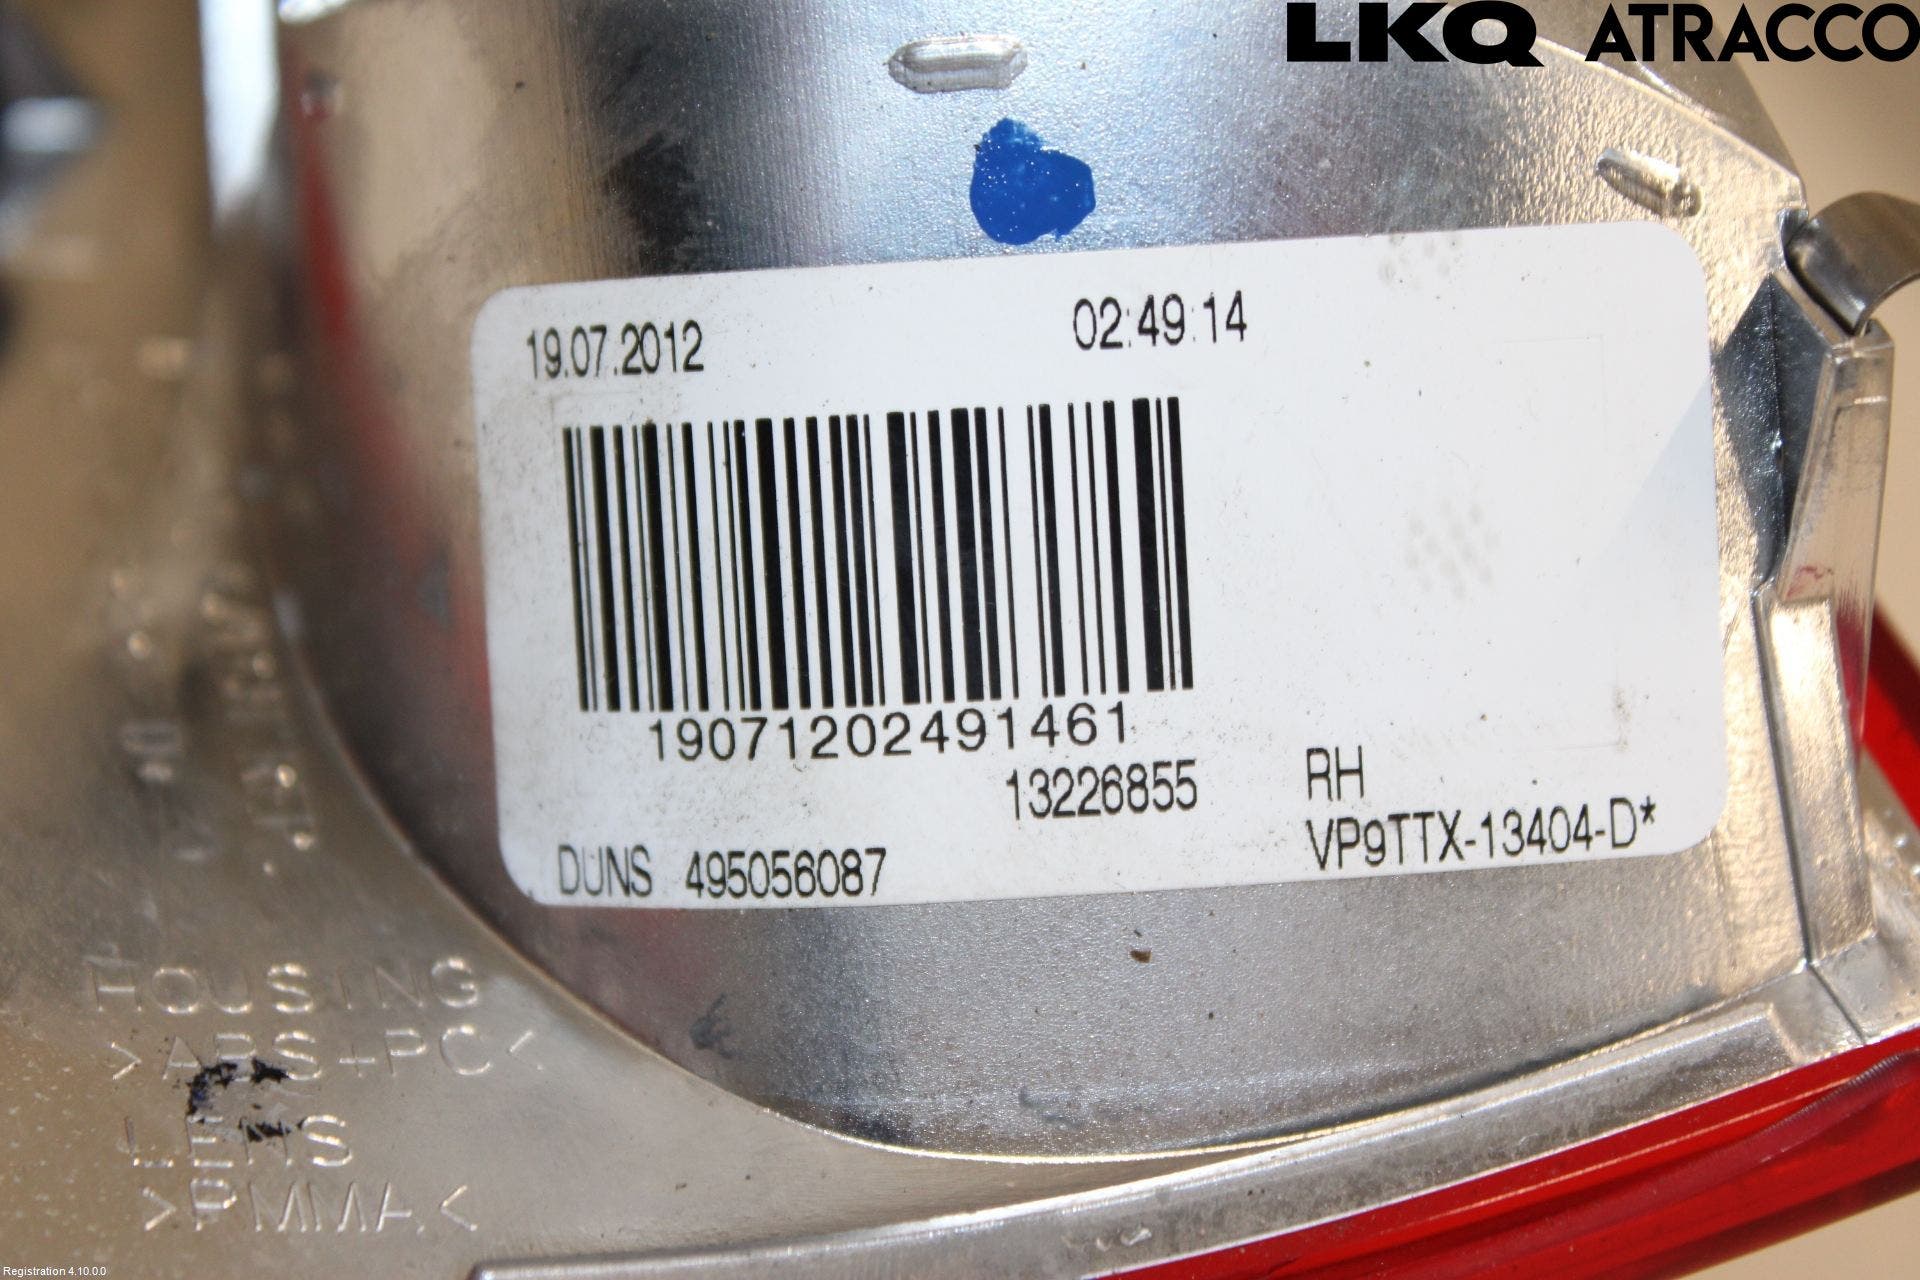 LKQ ATRACCO
19.07.2012 02:49:14
19071202491461
13226855 RH
DUNS 495056087 VP9TTX-13404-D*
HOUSING
>ABS+PC<
LENS
>PMMA<
Registration 4.10.0.0